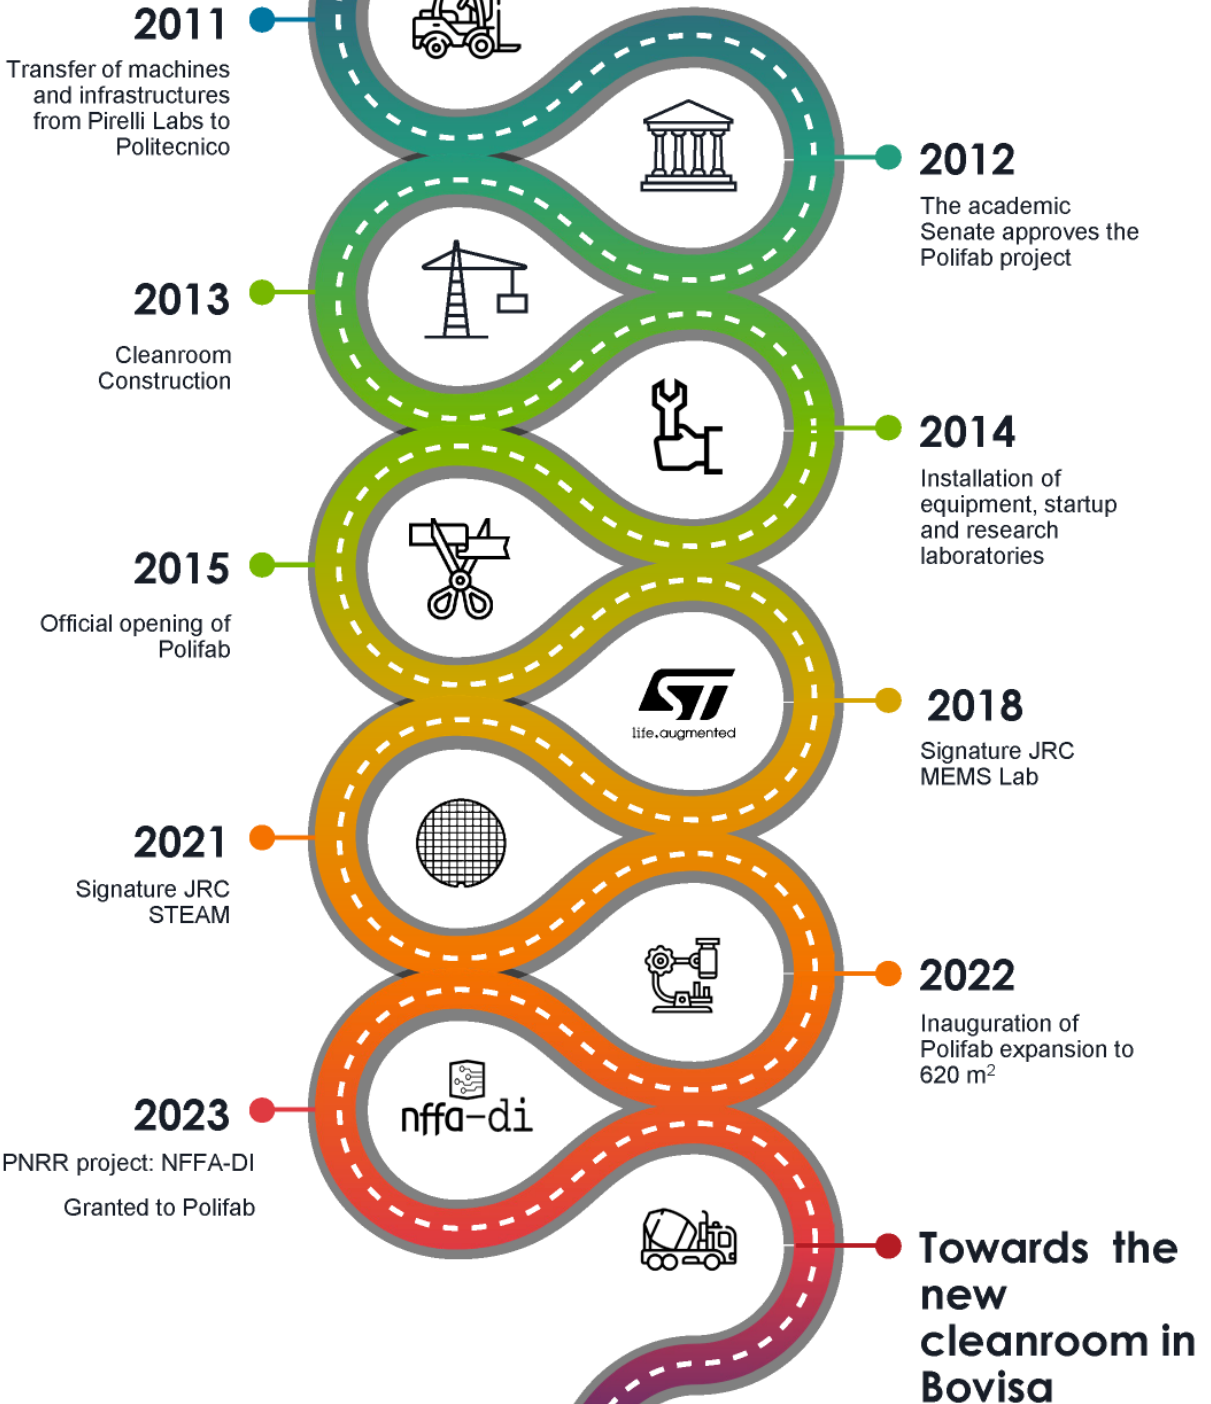 2011
Transfer of machines
and infrastructures
from Pirelli Labs to
Politecnico
2012
The academic
Senate approves the
Polifab project
2013
Cleanroom
Construction
2014
Installation of
equipment, startup
and research
laboratories
2015
Official opening of
Polifab
ST
life.augmented
2018
Signature JRC
MEMS Lab
2021
Signature JRC
STEAM
2022
Inauguration of
Polifab expansion to
620 m²
nffa-di
2023
PNRR project: NFFA-DI
Granted to Polifab
Towards the
new
cleanroom in
Bovisa